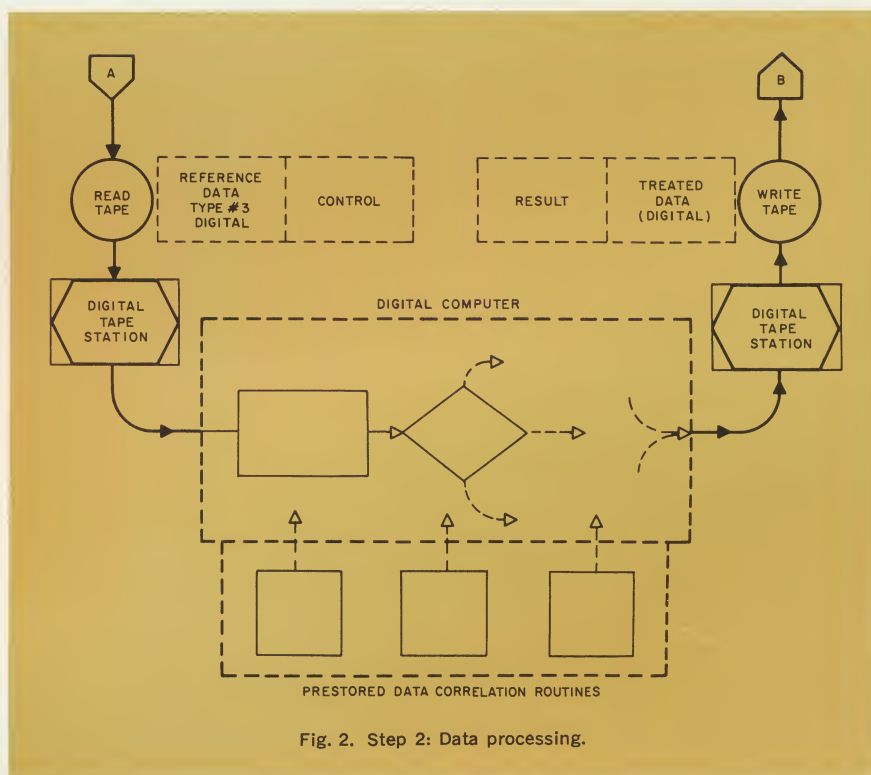 A
B
READ
TAPE
REFERENCE
DATA
TYPE #3
DIGITAL
CONTROL
RESULT
TREATED
DATA
(DIGITAL)
WRITE
TAPE
DIGITAL
TAPE
STATION
DIGITAL COMPUTER
DIGITAL
TAPE
STATION
PRESTORED DATA CORRELATION ROUTINES
Fig. 2. Step 2: Data processing.